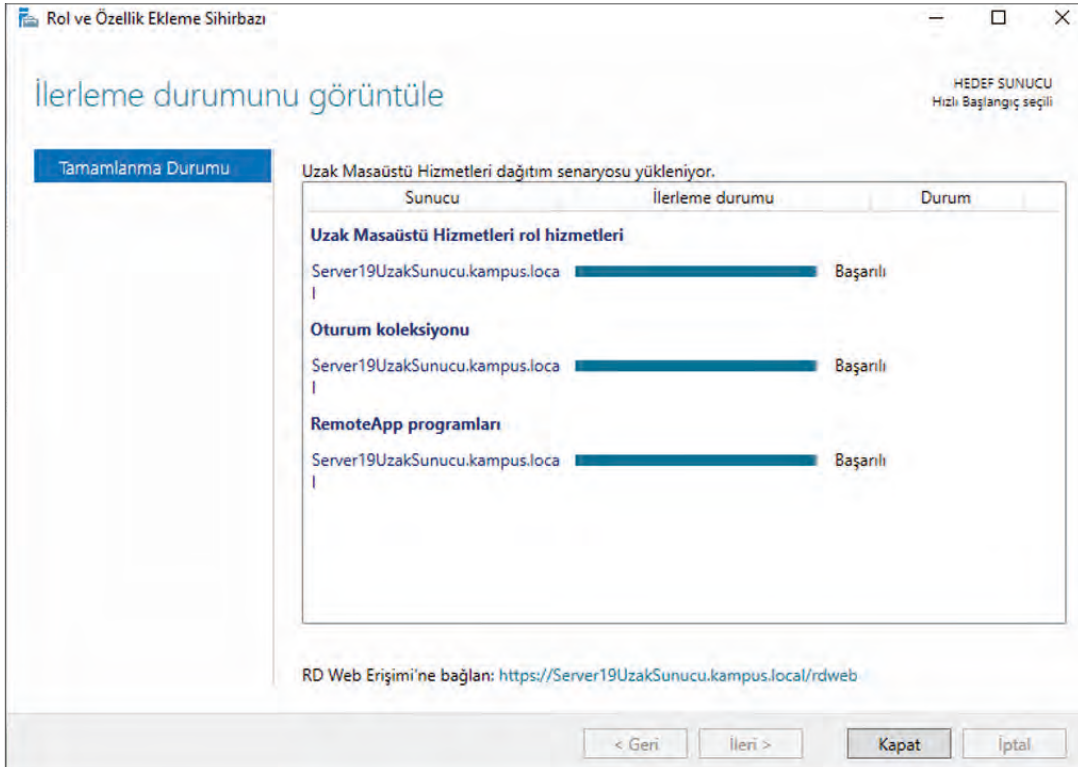 Rol ve Özellik Ekleme Sihirbazı
İlerleme durumunu görüntüle
HEDEF SUNUCU
Hızlı Başlangıç seçili
Tamamlanma Durumu
Uzak Masaüstü Hizmetleri dağıtım senaryosu yükleniyor.
Sunucu İlerleme durumu Durum
Uzak Masaüstü Hizmetleri rol hizmetleri
Server19UzakSunucu.kampus.loca Başarılı
l
Oturum koleksiyonu
Server19UzakSunucu.kampus.loca Başarılı
l
RemoteApp programları
Server19UzakSunucu.kampus.loca Başarılı
l
RD Web Erişimi'ne bağlan: https://Server19UzakSunucu.kampus.local/rdweb
< Geri İleri > Kapat İptal